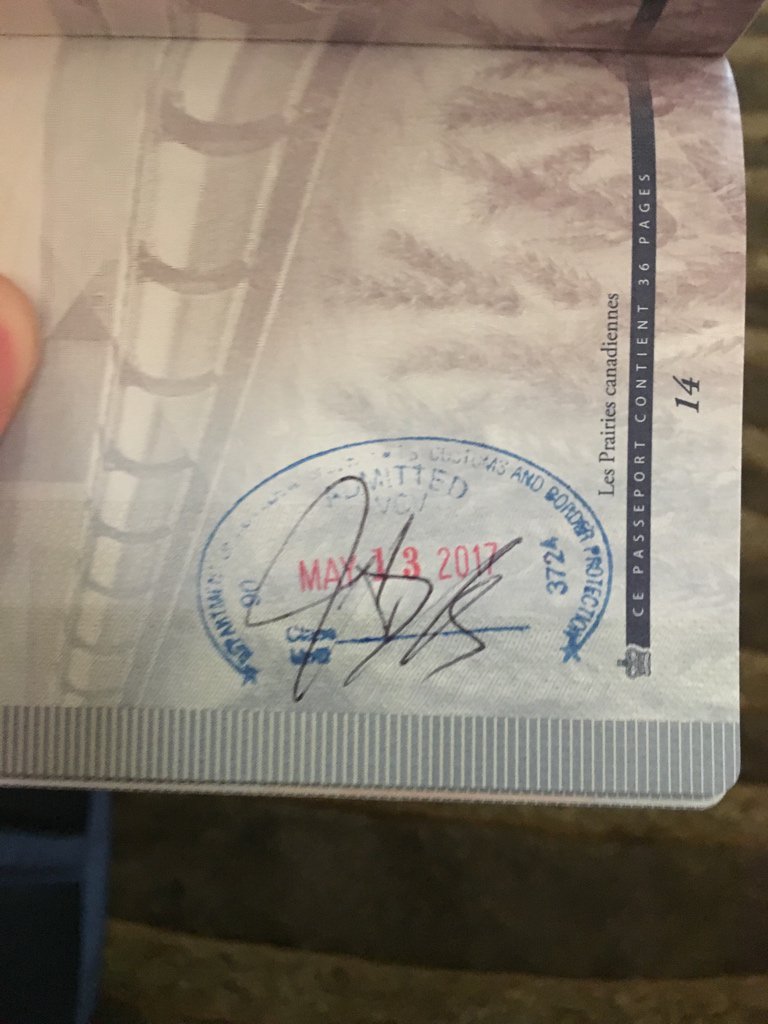 CUSTOMS AND BORDER PROTECTION
ADMITTED
MAY 13 2017
3724
Les Prairies canadiennes
CE PASSEPORT CONTIENT 36 PAGES
14